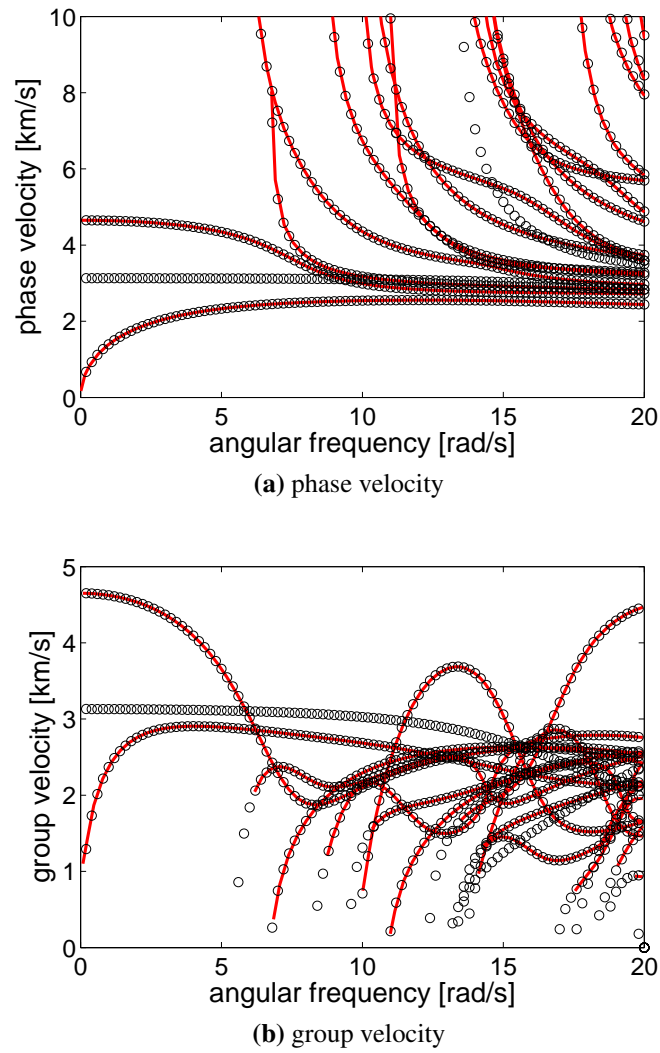 10
8
6
4
2
0
phase velocity [km/s]
0 5 10 15 20
angular frequency [rad/s]
(a) phase velocity
5
4
3
2
1
0
group velocity [km/s]
0 5 10 15 20
angular frequency [rad/s]
(b) group velocity